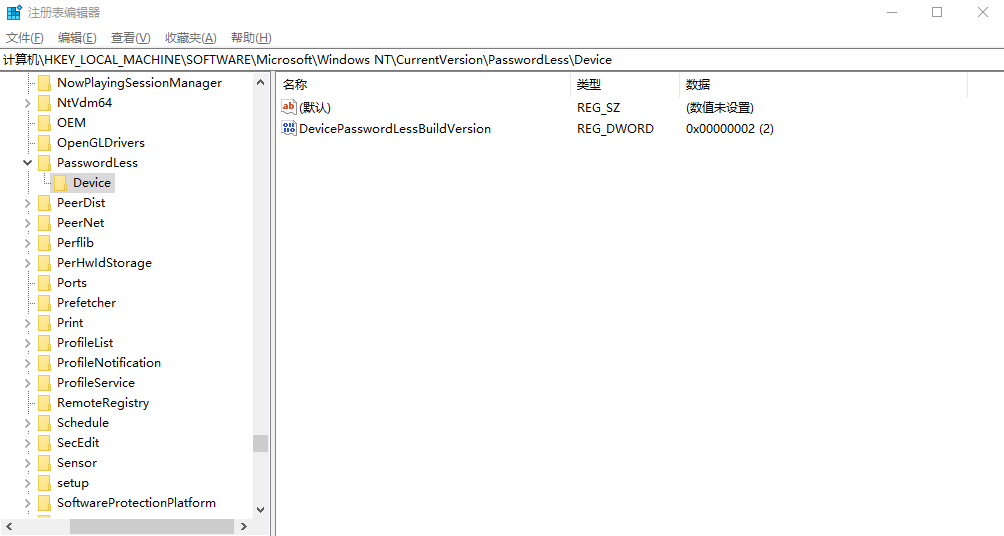 注册表编辑器
文件(F) 编辑(E) 查看(V) 收藏夹(A) 帮助(H)
计算机\HKEY_LOCAL_MACHINE\SOFTWARE\Microsoft\Windows NT\CurrentVersion\PasswordLess\Device
NowPlayingSessionManager
NtVdm64
OEM
OpenGLDrivers
PasswordLess
Device
PeerDist
PeerNet
Perflib
PerHwIdStorage
Ports
Prefetcher
Print
ProfileList
ProfileNotification
ProfileService
RemoteRegistry
Schedule
SecEdit
Sensor
setup
SoftwareProtectionPlatform
名称 类型 数据
(默认) REG_SZ (数值未设置)
DevicePasswordLessBuildVersion REG_DWORD 0x00000002 (2)